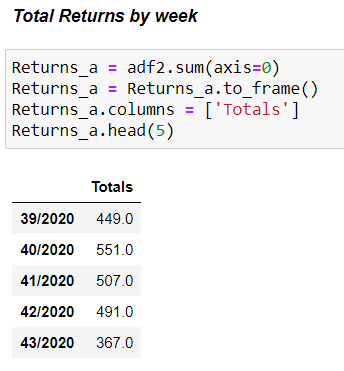 Total Returns by week
Returns_a = adf2.sum(axis=0)
Returns_a = Returns_a.to_frame()
Returns_a.columns = ['Totals']
Returns_a.head(5)
Totals
39/2020 449.0
40/2020 551.0
41/2020 507.0
42/2020 491.0
43/2020 367.0